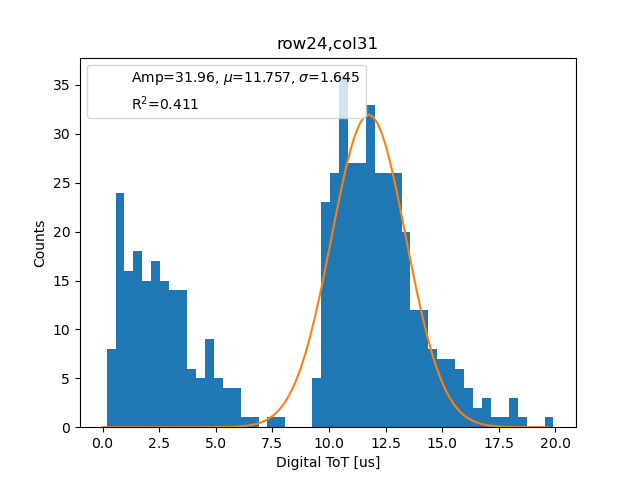 row24,col31
Amp=31.96, μ=11.757, σ=1.645
R²=0.411
Counts
35
30
25
20
15
10
5
0
0.0 2.5 5.0 7.5 10.0 12.5 15.0 17.5 20.0
Digital ToT [us]